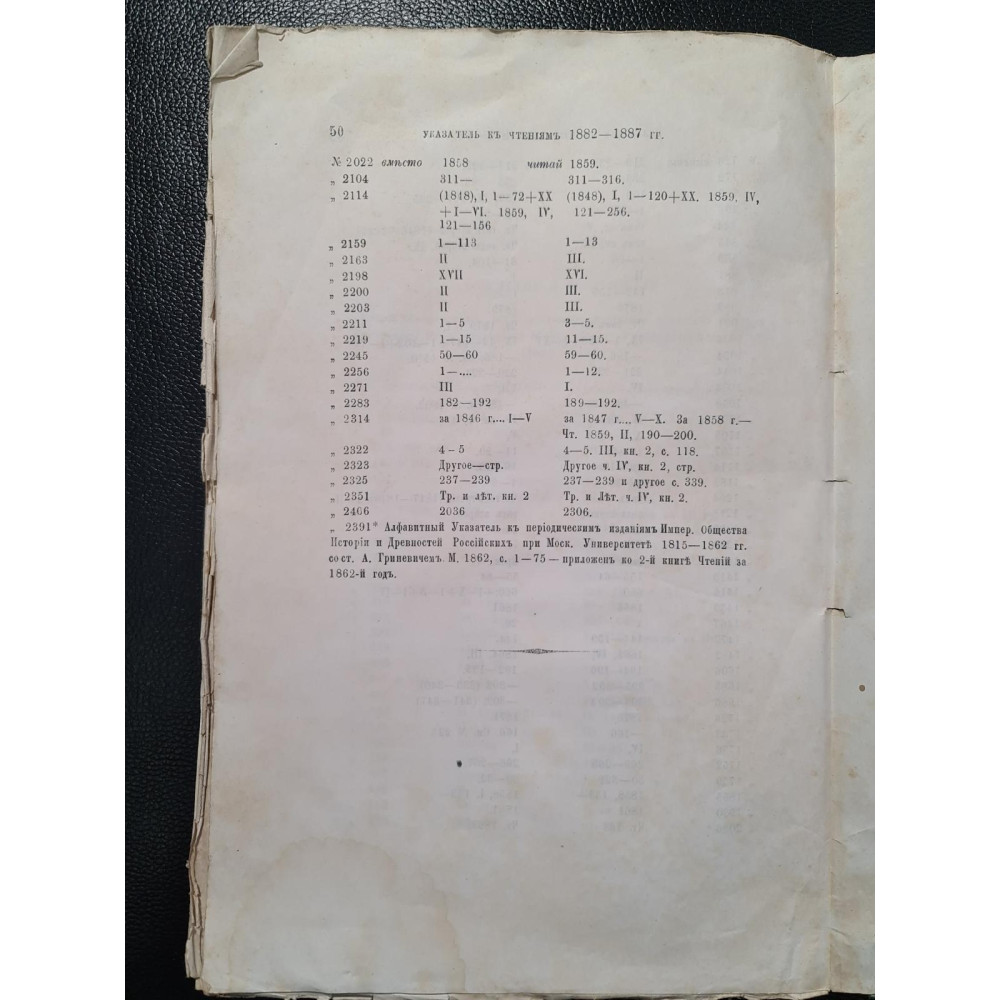 50 УКАЗАТЕЛЬ КЪ ЧТЕНІЯМЪ 1882—1887 ГГ.
№ 2022 вмѣсто 1858 читай 1859.
„ 2104 311— 311—316.
„ 2114 (1848), I, 1—72+XX (1848), I, 1—120+XX. 1859. IV,
+I—VI. 1859, IV, 121—256.
121—156
„ 2159 1—113 1—13
„ 2163 II III.
„ 2198 XVII XVI.
„ 2200 II III.
„ 2203 II III.
„ 2211 1—5 3—5.
„ 2219 1—15 11—15.
„ 2245 50—60 59—60.
„ 2256 1—.... 1—12.
„ 2271 III I.
„ 2283 182—192 189—192.
„ 2314 за 1846 г,... I—V за 1847 г.... V—X. За 1858 г.—
Чт. 1859, II, 190—200.
„ 2322 4-5 4—5. III, кн. 2, с. 118.
„ 2323 Другое—стр. Другое ч. IV, кн. 2, стр.
„ 2325 237—239 237—239 и другое с. 339.
„ 2351 Тр. и лѣт. кн. 2 Тр. и Лѣт. ч. IV, кн. 2.
„ 2406 2036 2306.
„ 2391* Алфавитный Указатель къ періодическимъ изданіямъ Импер. Общества
Исторіи и Древностей Россійскихъ при Моск. Университетѣ 1815—1862 гг.
сост. А. Гриневичемъ. М. 1862, с. 1—75—приложенъ ко 2-й книгѣ Чтеній за
1862-й годъ.